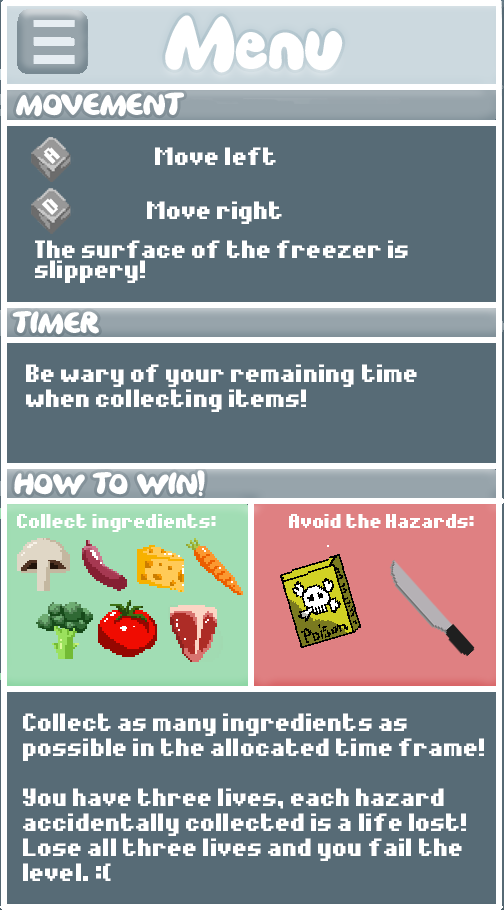 Menu
MOVEMENT
A
Move left
D
Move right
The surface of the freezer is
slippery!
TIMER
Be wary of your remaining time
when collecting items!
HOW TO WIN!
Collect ingredients:
Avoid the Hazards:
Poison
Collect as many ingredients as
possible in the allocated time frame!
You have three lives, each hazard
accidentally collected is a life lost!
Lose all three lives and you fail the
level. :(